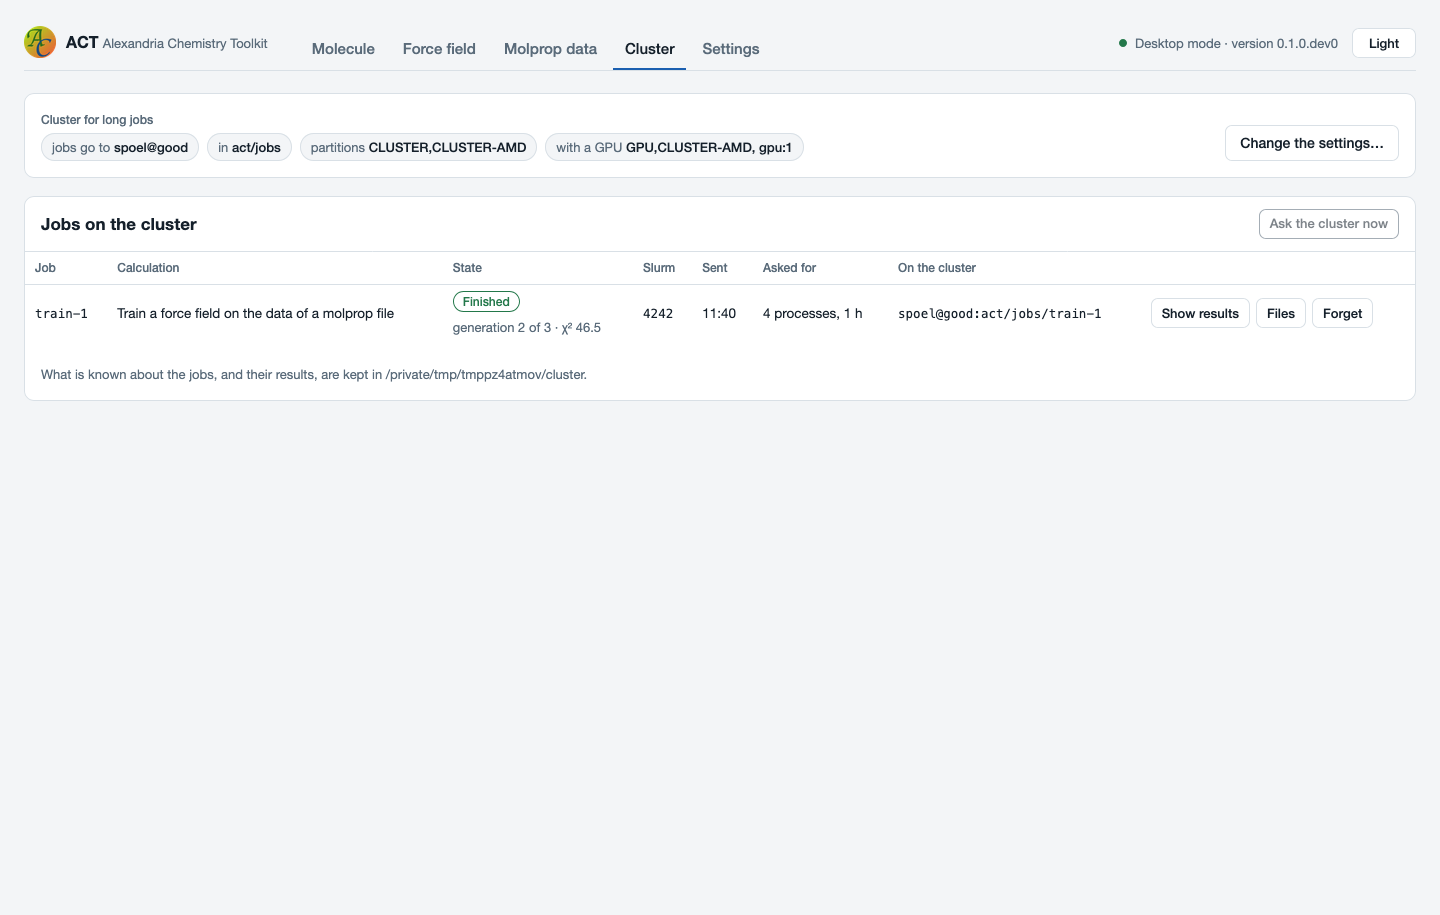 ACT Alexandria Chemistry Toolkit
Molecule
Force field
Molprop data
Cluster
Settings
Desktop mode · version 0.1.0.dev0
Light
Cluster for long jobs
jobs go to spoel@good
in act/jobs
partitions CLUSTER,CLUSTER-AMD
with a GPU GPU,CLUSTER-AMD, gpu:1
Change the settings…
Jobs on the cluster
Ask the cluster now
Job
Calculation
State
Slurm
Sent
Asked for
On the cluster
train-1
Train a force field on the data of a molprop file
Finished
generation 2 of 3 · χ² 46.5
4242
11:40
4 processes, 1 h
spoel@good:act/jobs/train-1
Show results
Files
Forget
What is known about the jobs, and their results, are kept in /private/tmp/tmppz4atmov/cluster.